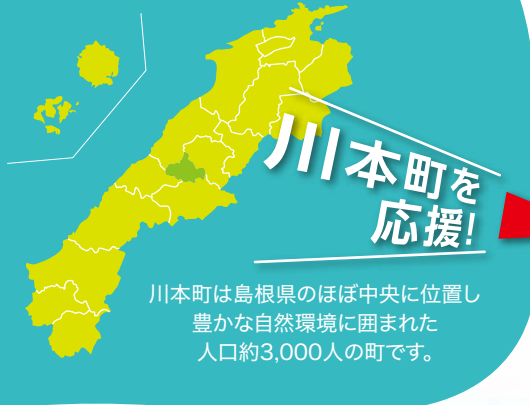 川本町を
応援!
川本町は島根県のほぼ中央に位置し
豊かな自然環境に囲まれた
人口約3,000人の町です。